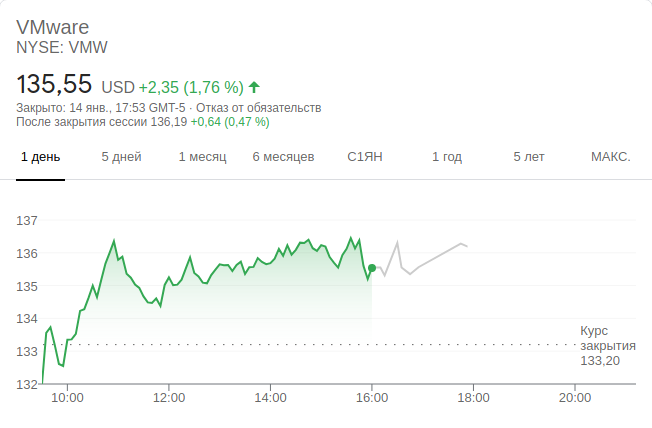 VMware
NYSE: VMW
135,55 USD +2,35 (1,76 %)
Закрыто: 14 янв., 17:53 GMT-5 · Отказ от обязательств
После закрытия сессии 136,19 +0,64 (0,47 %)
1 день 5 дней 1 месяц 6 месяцев С1ЯН 1 год 5 лет МАКС.
137
136
135
134
133
132
Курс
закрытия
133,20
10:00 12:00 14:00 16:00 18:00 20:00